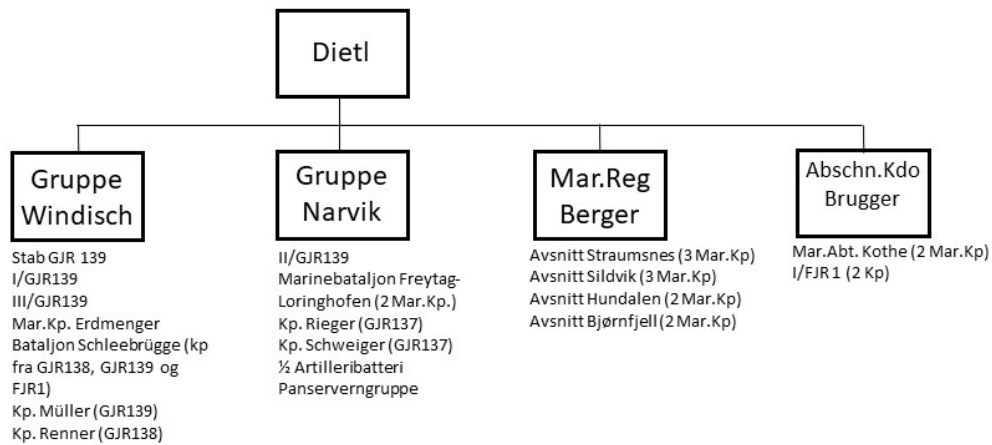 Dietl
Gruppe
Windisch
Stab GJR 139
I/GJR139
III/GJR139
Mar.Kp. Erdmenger
Bataljon Schleebrügge (kp
fra GJR138, GJR139 og
FJR1)
Kp. Müller (GJR139)
Kp. Renner (GJR138)
Gruppe
Narvik
II/GJR139
Marinebataljon Freytag-
Loringhofen (2 Mar.Kp.)
Kp. Rieger (GJR137)
Kp. Schweiger (GJR137)
½ Artilleribatteri
Panserverngruppe
Mar.Reg
Berger
Avsnitt Straumsnes (3 Mar.Kp)
Avsnitt Sildvik (3 Mar.Kp)
Avsnitt Hundalen (2 Mar.Kp)
Avsnitt Bjørnfjell (2 Mar.Kp)
Abschn.Kdo
Brugger
Mar.Abt. Kothe (2 Mar.Kp)
I/FJR 1 (2 Kp)